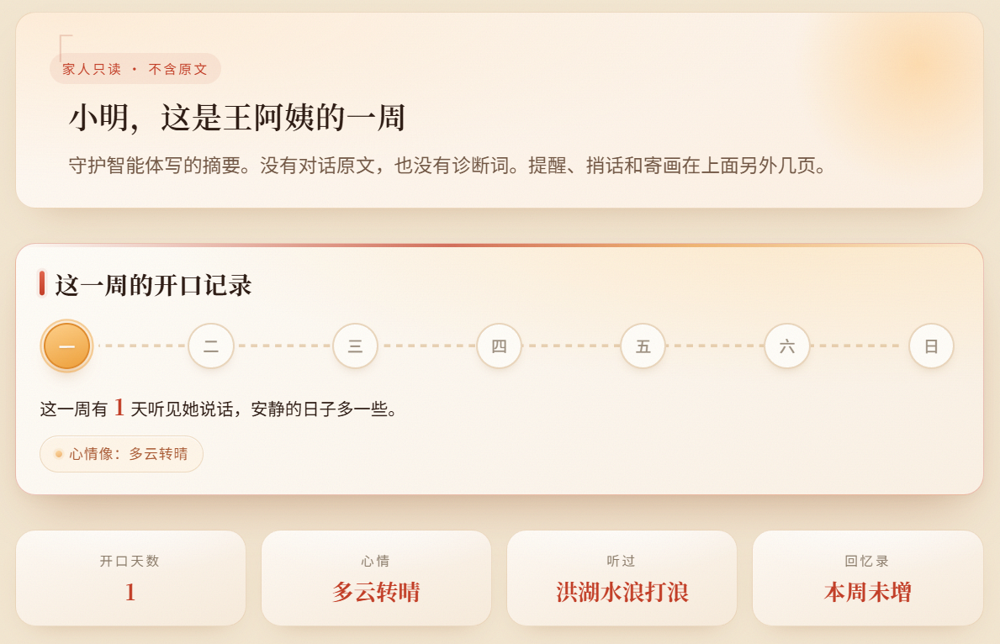 家人只读 · 不含原文
小明，这是王阿姨的一周
守护智能体写的摘要。没有对话原文，也没有诊断词。提醒、捎话和寄画在上面另外几页。
这一周的开口记录
一 二 三 四 五 六 日
这一周有 1 天听见她说话，安静的日子多一些。
心情像：多云转晴
开口天数 心情 听过 回忆录
1 多云转晴 洪湖水浪打浪 本周未增